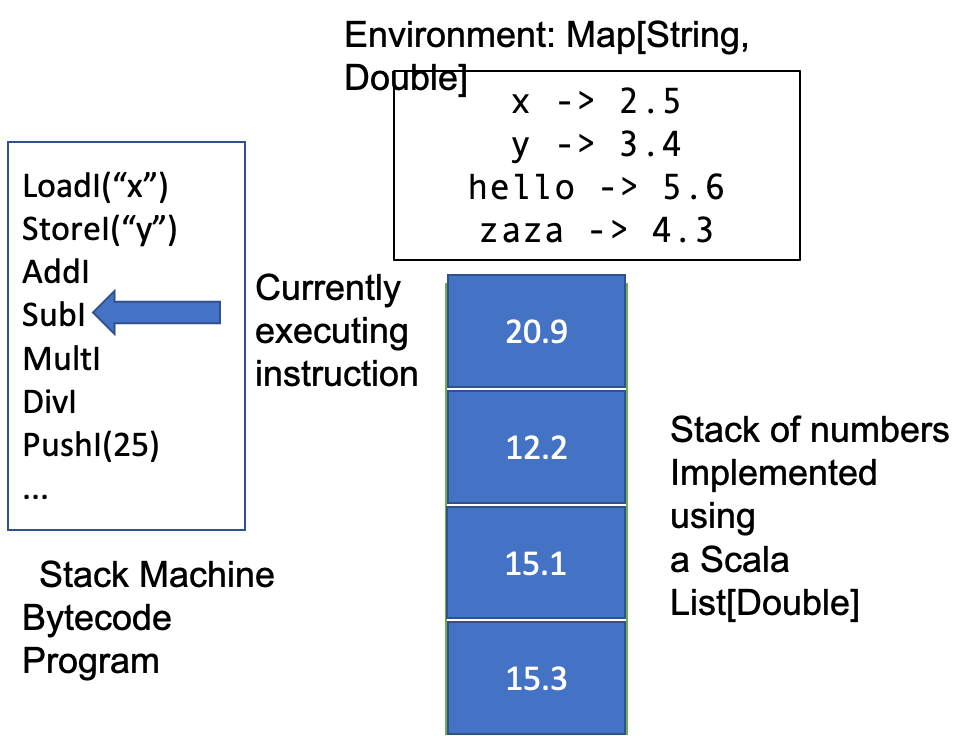 Environment: Map[String,
Double]
x -> 2.5
y -> 3.4
hello -> 5.6
zaza -> 4.3
LoadI(“x”)
StoreI(“y”)
AddI
SubI
MultI
DivI
PushI(25)
...
Currently
executing
instruction
20.9
12.2
15.1
15.3
Stack of numbers
Implemented
using
a Scala
List[Double]
Stack Machine
Bytecode
Program